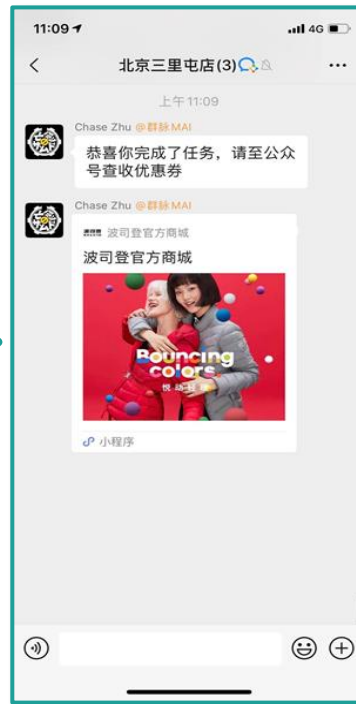 11:09
4G
北京三里屯店(3)
上午 11:09
Chase Zhu @群脉MAI
恭喜你完成了任务，请至公众
号查收优惠券
Chase Zhu @群脉MAI
波司登官方商城
波司登官方商城
Bouncing
colors
小程序